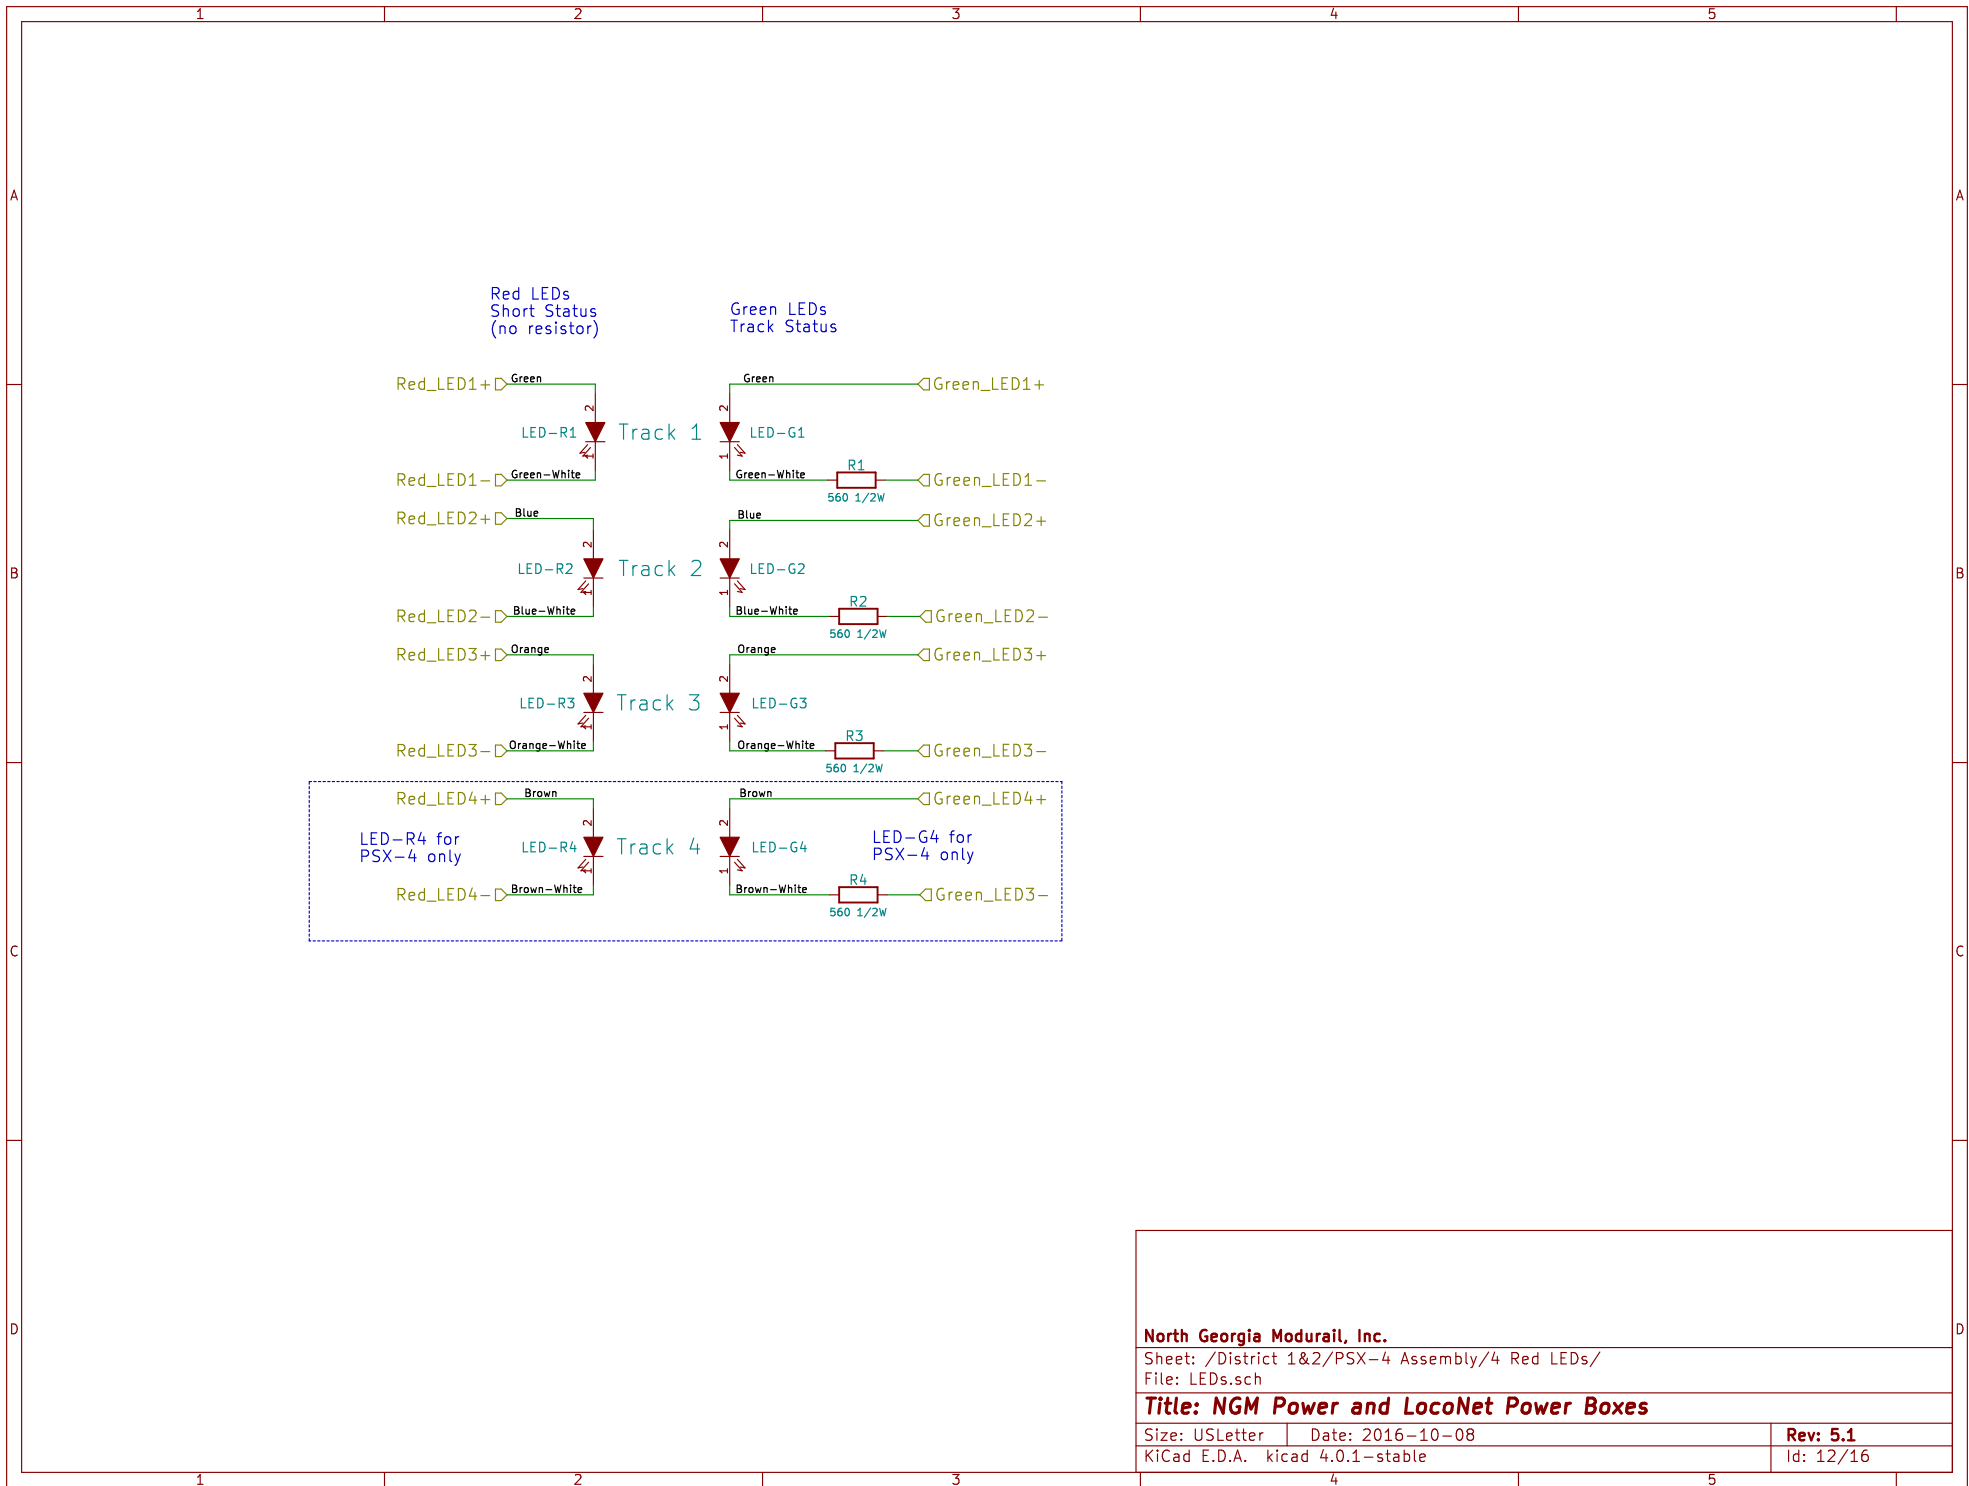 1 2 3 4 5
A A
Red LEDs
Short Status
(no resistor)
Green LEDs
Track Status
Red_LED1+ Green Green Green_LED1+
2 2
LED-R1 Track 1 LED-G1
1 1
Red_LED1- Green-White Green-White R1 Green_LED1-
560 1/2W
Red_LED2+ Blue Blue Green_LED2+
2 2
LED-R2 Track 2 LED-G2
B B
1 1
Red_LED2- Blue-White Blue-White R2 Green_LED2-
560 1/2W
Red_LED3+ Orange Orange Green_LED3+
2 2
LED-R3 Track 3 LED-G3
1 1
Red_LED3- Orange-White Orange-White R3 Green_LED3-
560 1/2W
Red_LED4+ Brown Brown Green_LED4+
2 2
LED-R4 for
PSX-4 only
LED-R4 Track 4 LED-G4
LED-G4 for
PSX-4 only
1 1
Red_LED4- Brown-White Brown-White R4 Green_LED3-
560 1/2W
C C
D D
North Georgia Modurail, Inc.
Sheet: /District 1&2/PSX-4 Assembly/4 Red LEDs/
File: LEDs.sch
Title: NGM Power and LocoNet Power Boxes
Size: USLetter Date: 2016-10-08 Rev: 5.1
KiCad E.D.A. kicad 4.0.1-stable Id: 12/16
1 2 3 4 5